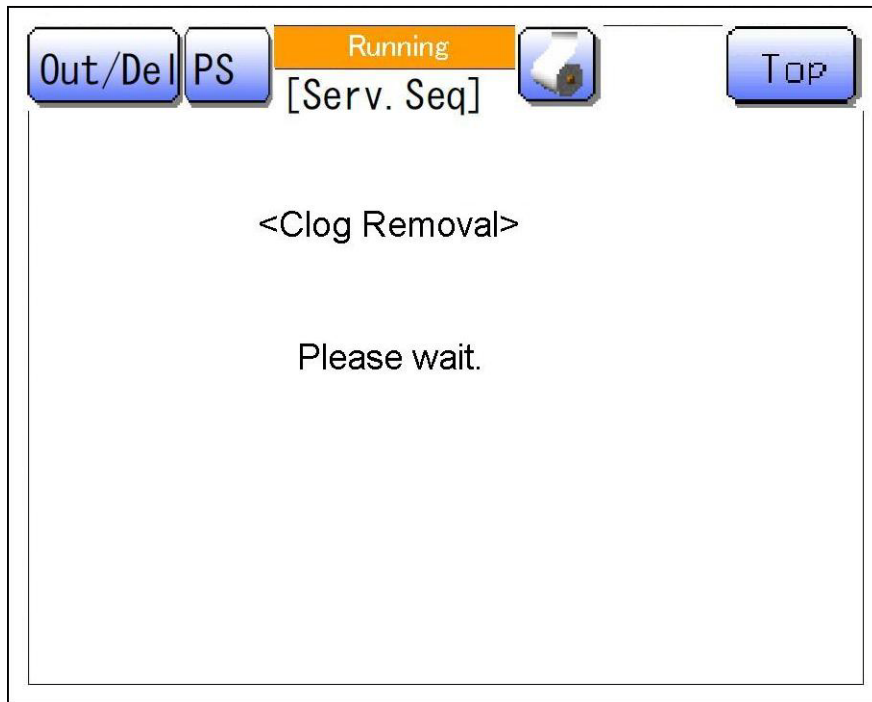 Out/Del PS Running Top
[Serv. Seq]
<Clog Removal>
Please wait.